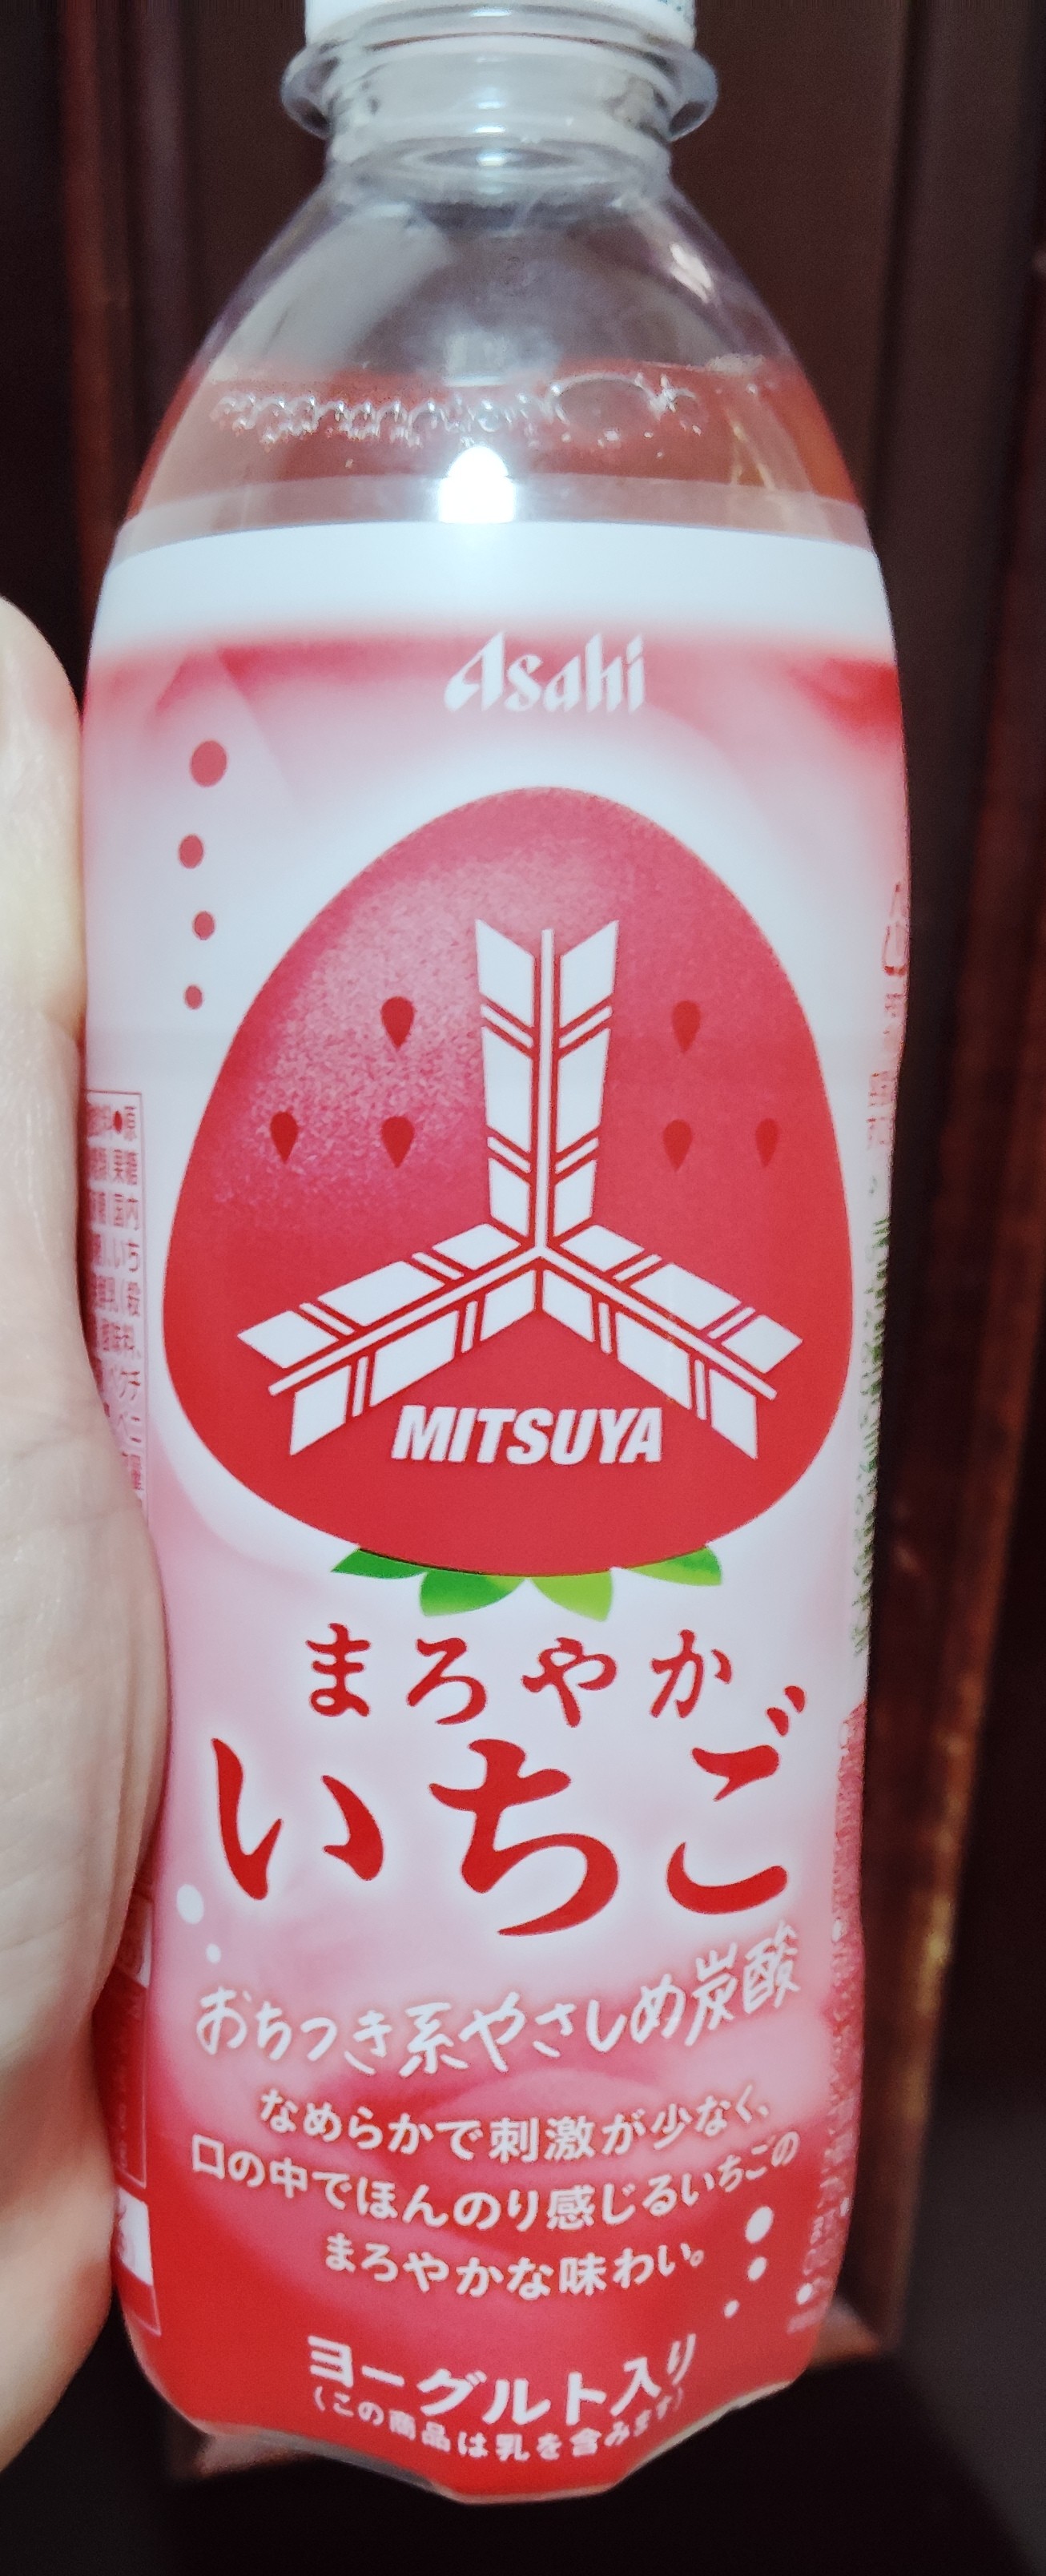 Asahi
MITSUYA
まろやか
いちご
おちつき系やさしめ炭酸
なめらかで刺激が少なく、
口の中でほんのり感じるいちごの
まろやかな味わい。
ヨーグルト入り
(この商品は乳を含みます)